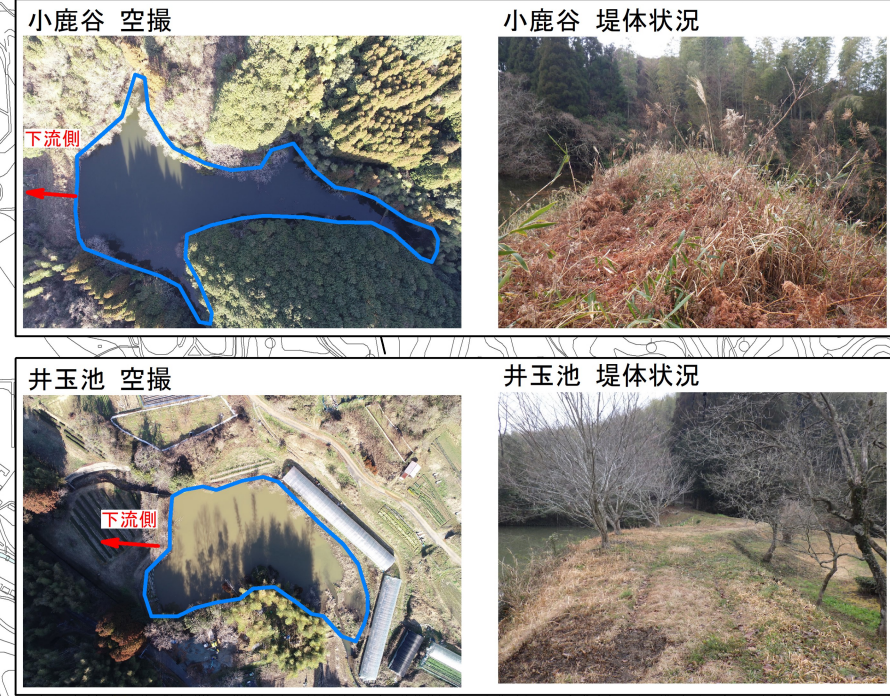 小鹿谷 空撮
小鹿谷 堤体状況
下流側
井玉池 空撮
井玉池 堤体状況
下流側